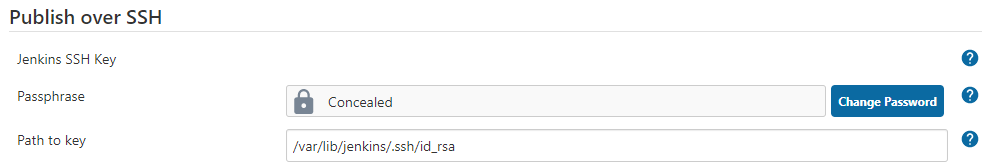 Publish over SSH
Jenkins SSH Key
?
Passphrase
Concealed
Change Password
?
Path to key
/var/lib/jenkins/.ssh/id_rsa
?